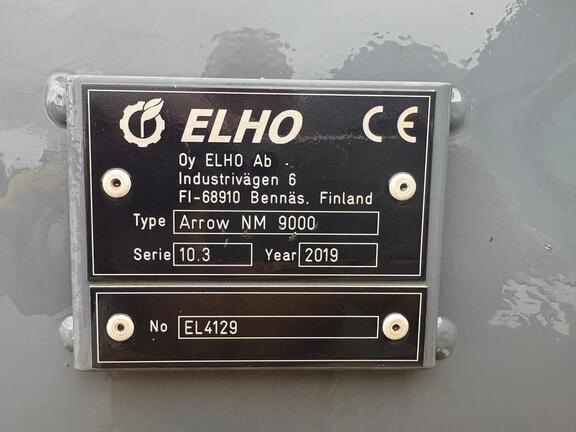 ELHO CE
Oy ELHO Ab
Industrivägen 6
FI-68910 Bennäs, Finland
Type Arrow NM 9000
Serie 10.3 Year 2019
No EL4129